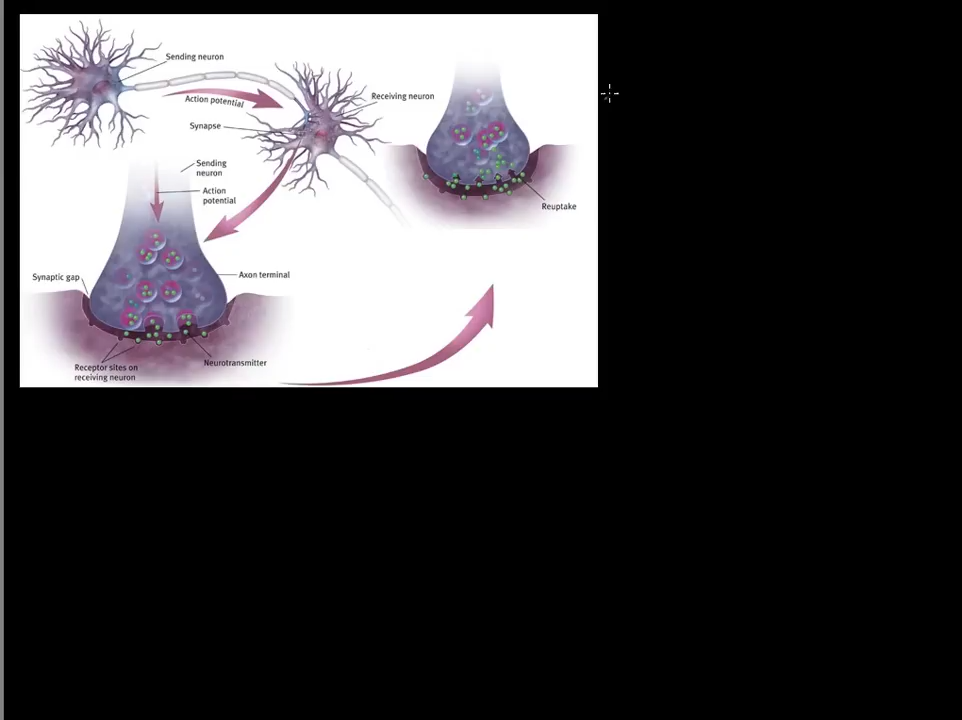 Sending neuron
Action potential
Receiving neuron
Synapse
Sending
neuron
Action
potential
Reuptake
Synaptic gap
Axon terminal
Receptor sites on
receiving neuron
Neurotransmitter